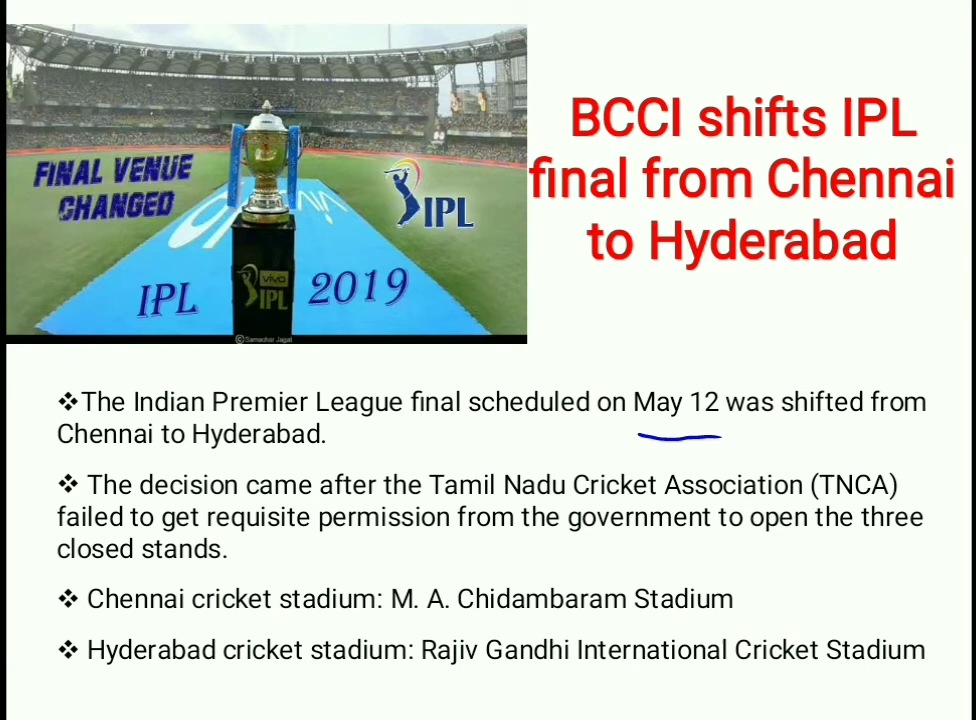 FINAL VENUE
CHANGED
IPL
vivo
IPL
IPL 2019
©Samachar Jagat
BCCI shifts IPL
final from Chennai
to Hyderabad
❖The Indian Premier League final scheduled on May 12 was shifted from
Chennai to Hyderabad.
❖ The decision came after the Tamil Nadu Cricket Association (TNCA)
failed to get requisite permission from the government to open the three
closed stands.
❖ Chennai cricket stadium: M. A. Chidambaram Stadium
❖ Hyderabad cricket stadium: Rajiv Gandhi International Cricket Stadium